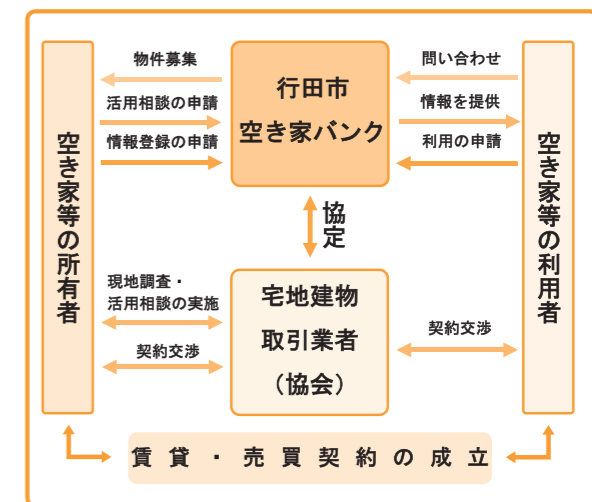 空き家等の所有者
物件募集
活用相談の申請
情報登録の申請
行田市
空き家バンク
問い合わせ
情報を提供
利用の申請
空き家等の利用者
協定
現地調査・
活用相談の実施
契約交渉
宅地建物
取引業者
（協会）
契約交渉
賃貸・売買契約の成立